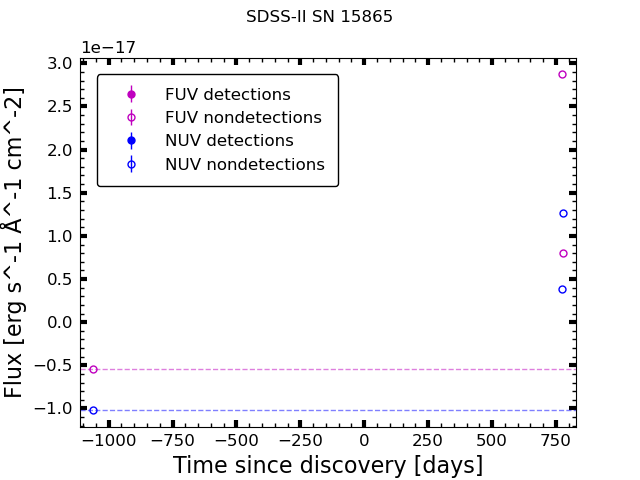 SDSS-II SN 15865
1e−17
3.0
2.5
2.0
1.5
1.0
0.5
0.0
−0.5
−1.0
FUV detections
FUV nondetections
NUV detections
NUV nondetections
Flux [erg s^-1 Å^-1 cm^-2]
−1000 −750 −500 −250 0 250 500 750
Time since discovery [days]